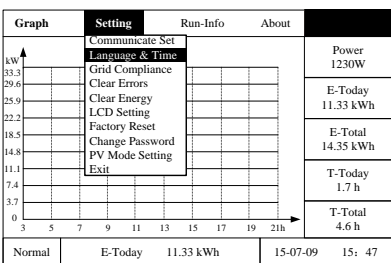 Graph Setting Run-Info About
Communicate Set
Language & Time
Grid Compliance
Clear Errors
Clear Energy
LCD Setting
Factory Reset
Change Password
PV Mode Setting
Exit
kW
33.3
29.6
25.9
22.2
18.5
14.8
11.1
7.4
3.7
0
3 5 7 9 11 13 15 17 19 21h
Power
1230W
E-Today
11.33 kWh
E-Total
14.35 kWh
T-Today
1.7 h
T-Total
4.6 h
Normal E-Today 11.33 kWh 15-07-09 15: 47